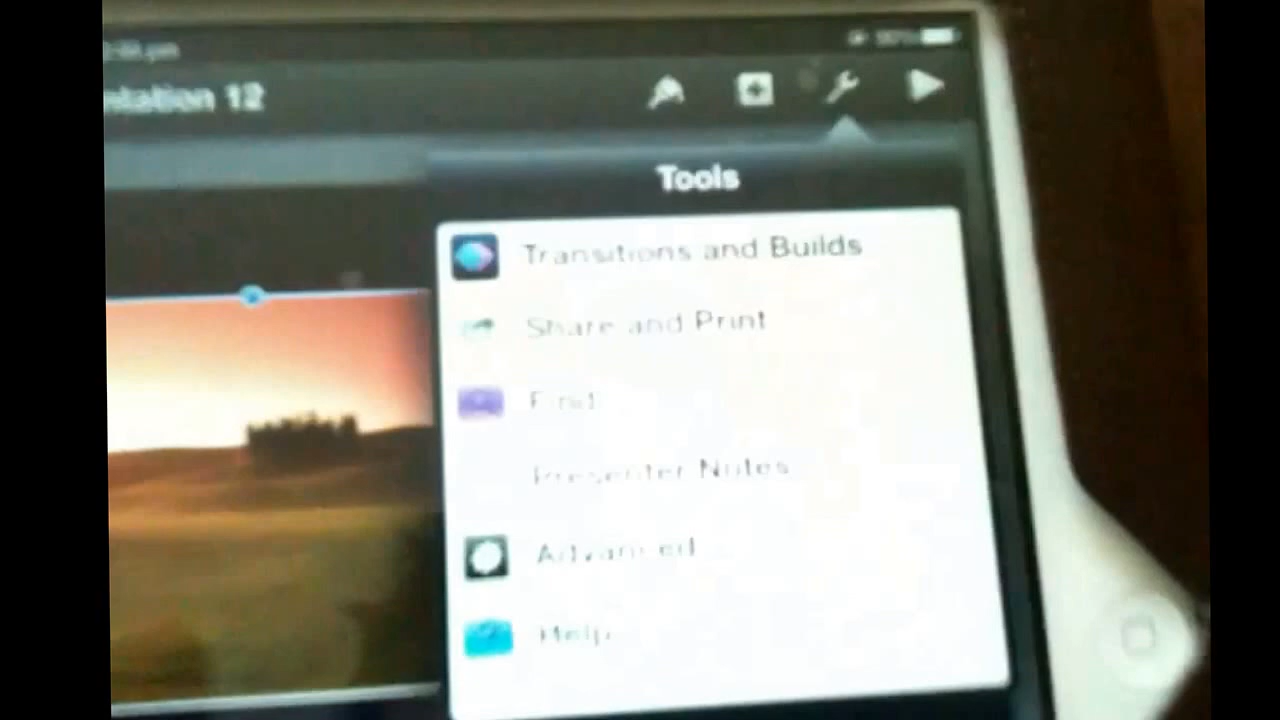 ntation 12
Tools
Transitions and Builds
Share and Print
Find
Presenter Notes
Advanced
Help